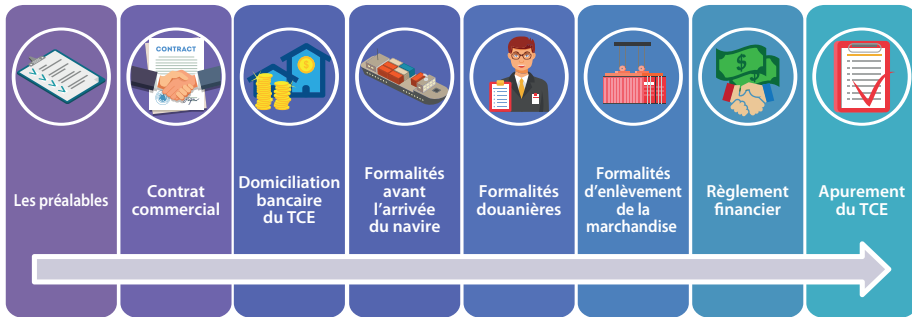 CONTRACT
Les préalables
Contrat
commercial
Domiciliation
bancaire
du TCE
Formalités
avant
l'arrivée
du navire
Formalités
douanières
Formalités
d'enlèvement
de la
marchandise
Règlement
financier
Apurement
du TCE